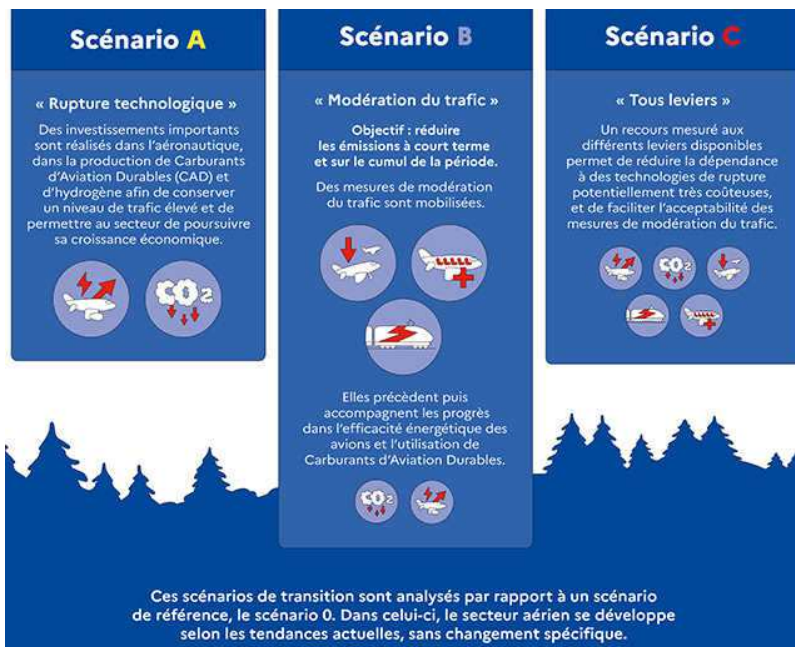 Scénario A
« Rupture technologique »
Des investissements importants
sont réalisés dans l'aéronautique,
dans la production de Carburants
d'Aviation Durables (CAD) et
d'hydrogène afin de conserver
un niveau de trafic élevé et de
permettre au secteur de poursuivre
sa croissance économique.
CO2
Scénario B
« Modération du trafic »
Objectif : réduire
les émissions à court terme
et sur le cumul de la période.
Des mesures de modération
du trafic sont mobilisées.
Elles précèdent puis
accompagnent les progrès
dans l'efficacité énergétique des
avions et l'utilisation de
Carburants d'Aviation Durables.
CO2
Scénario C
« Tous leviers »
Un recours mesuré aux
différents leviers disponibles
permet de réduire la dépendance
à des technologies de rupture
potentiellement très coûteuses,
et de faciliter l'acceptabilité des
mesures de modération du trafic.
CO2
Ces scénarios de transition sont analysés par rapport à un scénario
de référence, le scénario 0. Dans celui-ci, le secteur aérien se développe
selon les tendances actuelles, sans changement spécifique.